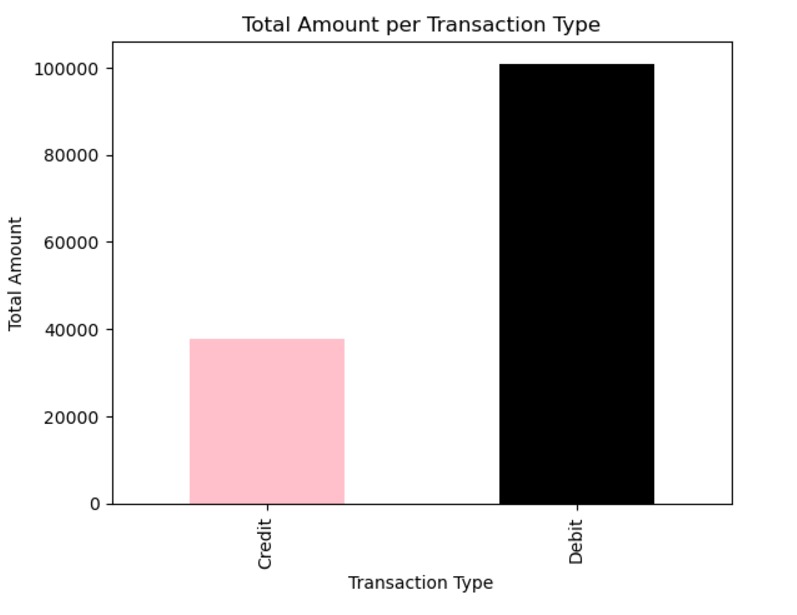 Total Amount per Transaction Type
Total Amount
100000
80000
60000
40000
20000
0
Credit
Debit
Transaction Type